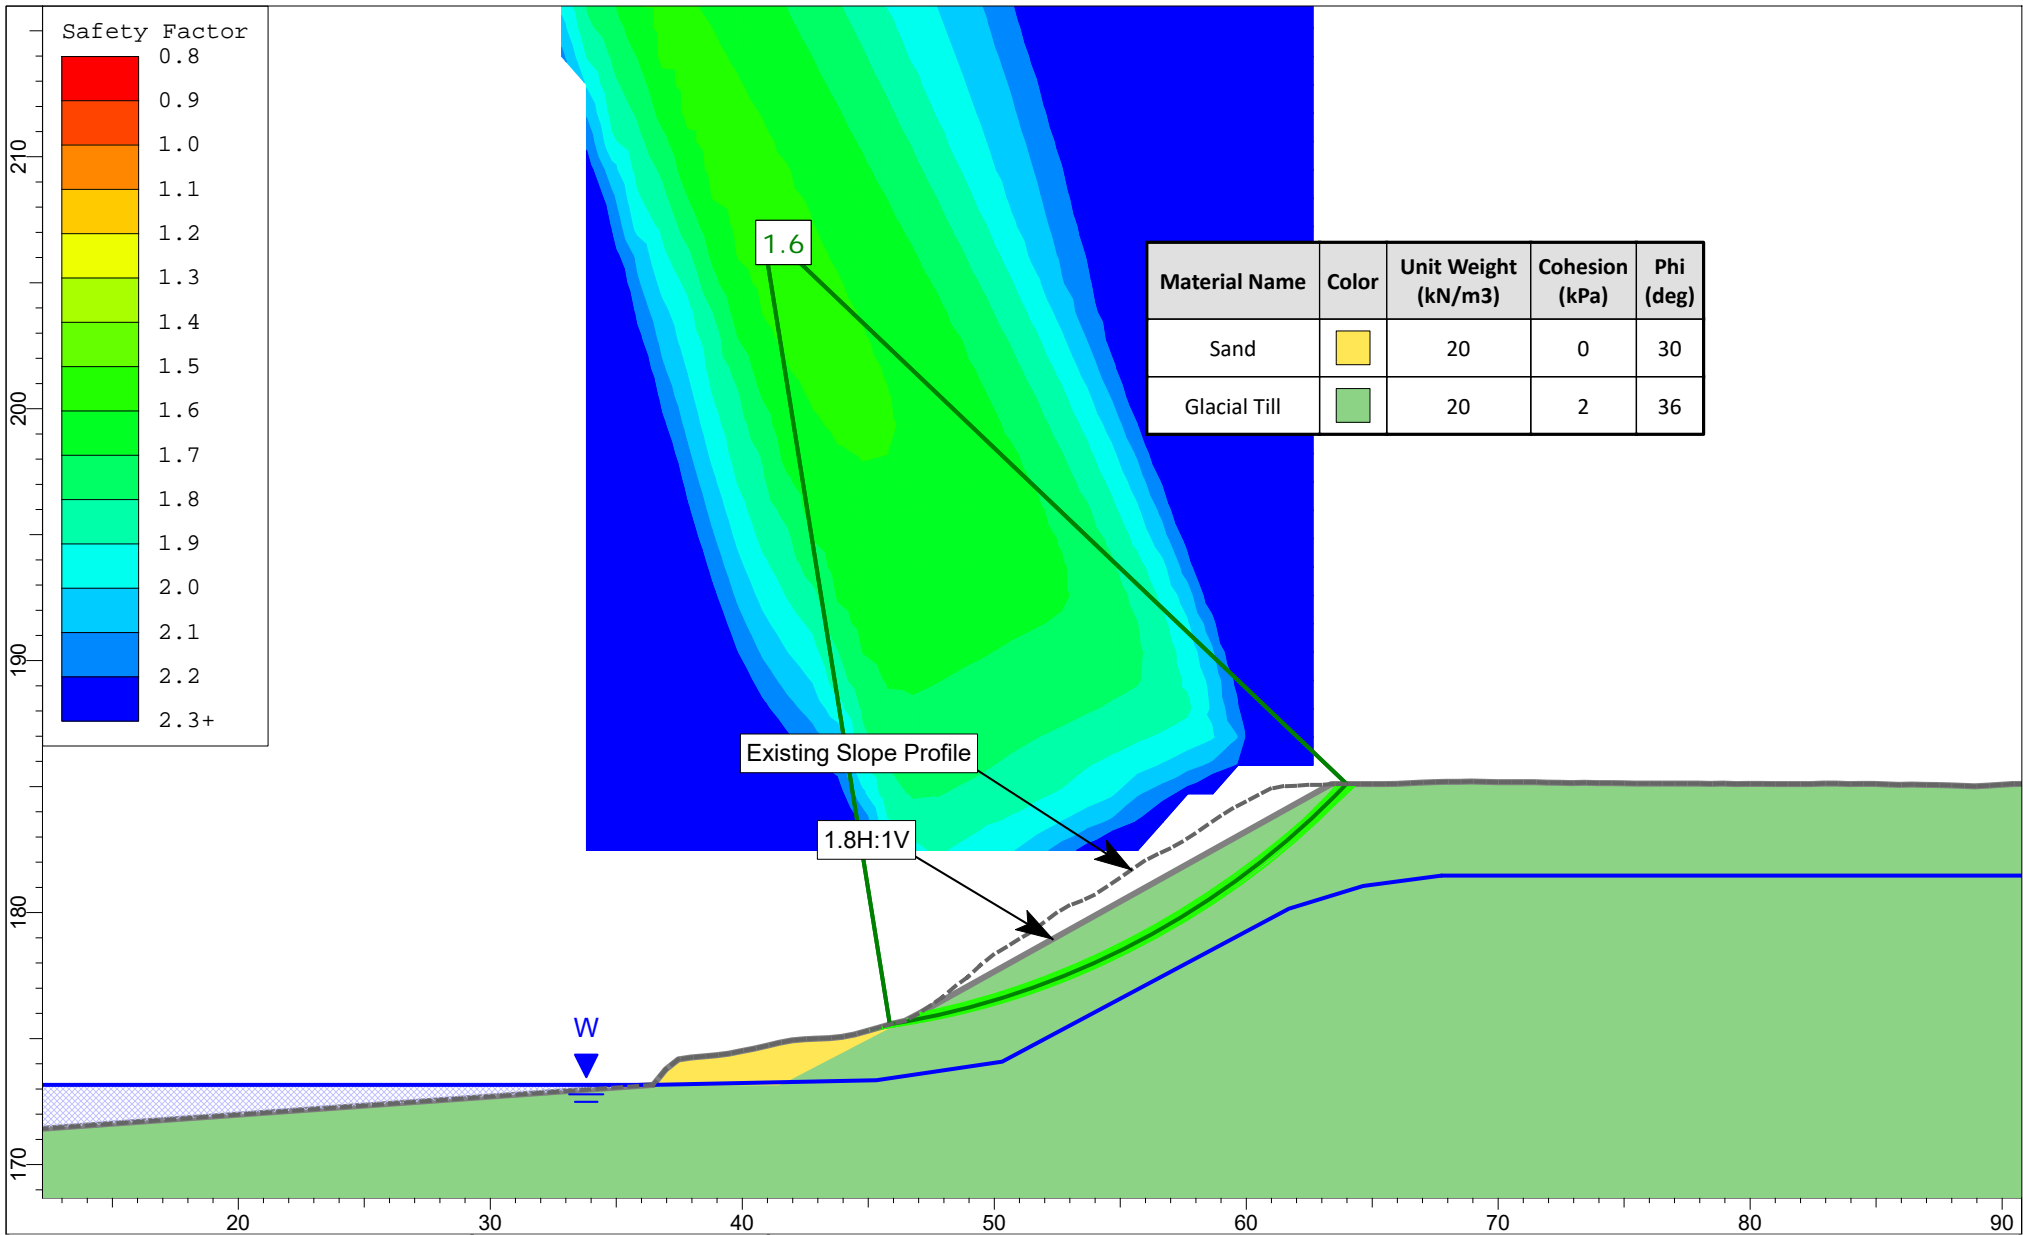 Safety Factor
0.8
0.9
1.0
1.1
1.2
1.3
1.4
1.5
1.6
1.7
1.8
1.9
2.0
2.1
2.2
2.3+
1.6
Material Name Color Unit Weight (kN/m3) Cohesion (kPa) Phi (deg)
Sand 20 0 30
Glacial Till 20 2 36
Existing Slope Profile
1.8H:1V
W
210
200
190
180
170
20 30 40 50 60 70 80 90